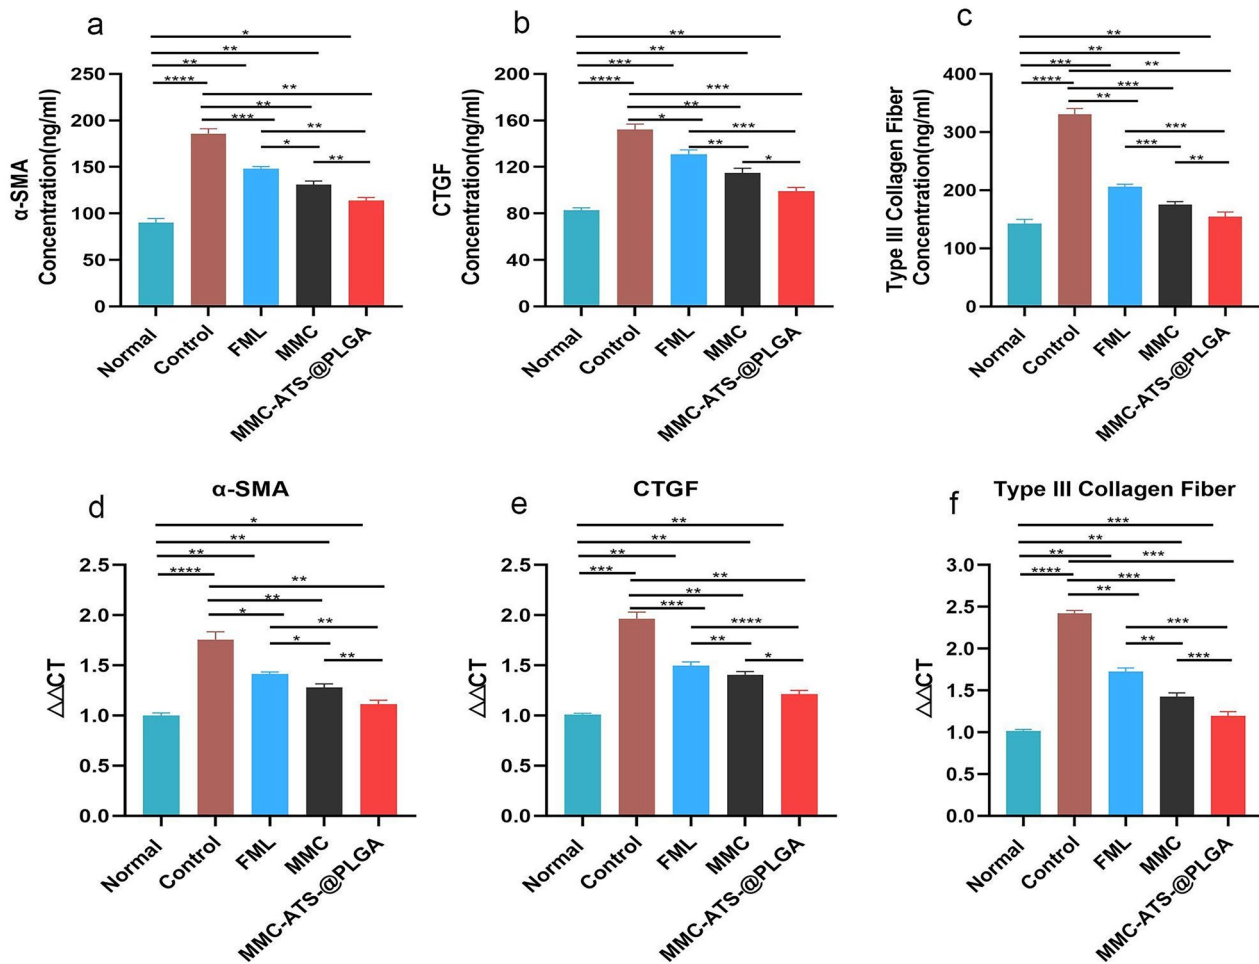 a
*
**
**
****
**
**
***
**
*
**
α-SMA
Concentration(ng/ml)
250
200
150
100
50
0
Normal
Control
FML
MMC
MMC-ATS-@PLGA
b
**
**
***
****
***
**
*
***
**
*
CTGF
Concentration(ng/ml)
200
160
120
80
40
0
Normal
Control
FML
MMC
MMC-ATS-@PLGA
c
**
**
***
****
**
***
**
***
***
**
Type III Collagen Fiber
Concentration(ng/ml)
400
300
200
100
0
Normal
Control
FML
MMC
MMC-ATS-@PLGA
d
α-SMA
*
**
**
****
**
**
*
**
*
**
△△CT
2.5
2.0
1.5
1.0
0.5
0.0
Normal
Control
FML
MMC
MMC-ATS-@PLGA
e
CTGF
**
**
**
***
**
**
***
****
**
*
△△CT
2.5
2.0
1.5
1.0
0.5
0.0
Normal
Control
FML
MMC
MMC-ATS-@PLGA
f
Type III Collagen Fiber
***
**
**
****
***
***
**
***
**
***
△△CT
3.0
2.5
2.0
1.5
1.0
0.5
0.0
Normal
Control
FML
MMC
MMC-ATS-@PLGA